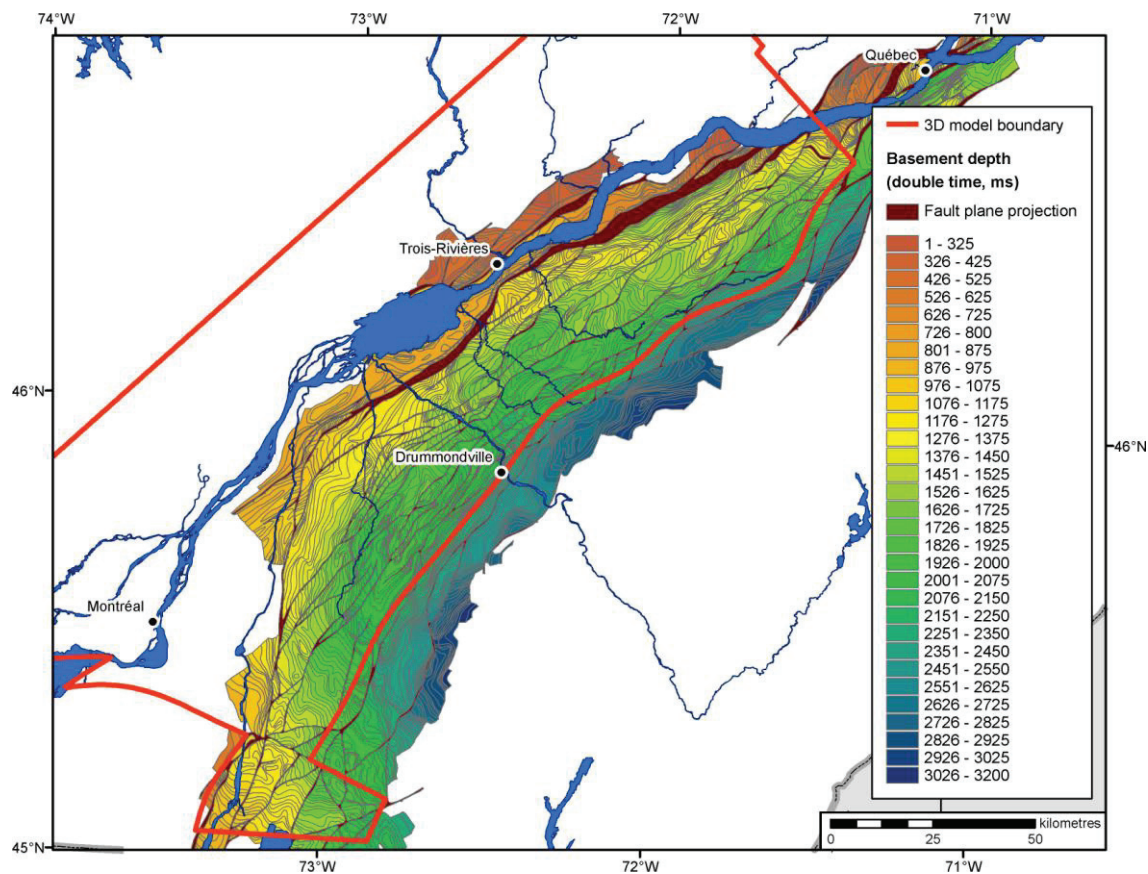 74°W
73°W
72°W
71°W
Québec
3D model boundary
Basement depth
(double time, ms)
Fault plane projection
1 - 325
326 - 425
426 - 525
526 - 625
626 - 725
726 - 800
801 - 875
876 - 975
976 - 1075
1076 - 1175
1176 - 1275
1276 - 1375
1376 - 1450
1451 - 1525
1526 - 1625
1626 - 1725
1726 - 1825
1826 - 1925
1926 - 2000
2001 - 2075
2076 - 2150
2151 - 2250
2251 - 2350
2351 - 2450
2451 - 2550
2551 - 2625
2626 - 2725
2726 - 2825
2826 - 2925
2926 - 3025
3026 - 3200
Trois-Rivières
46°N
46°N
Drummondville
Montréal
kilometres
0 25 50
45°N
73°W
72°W
71°W